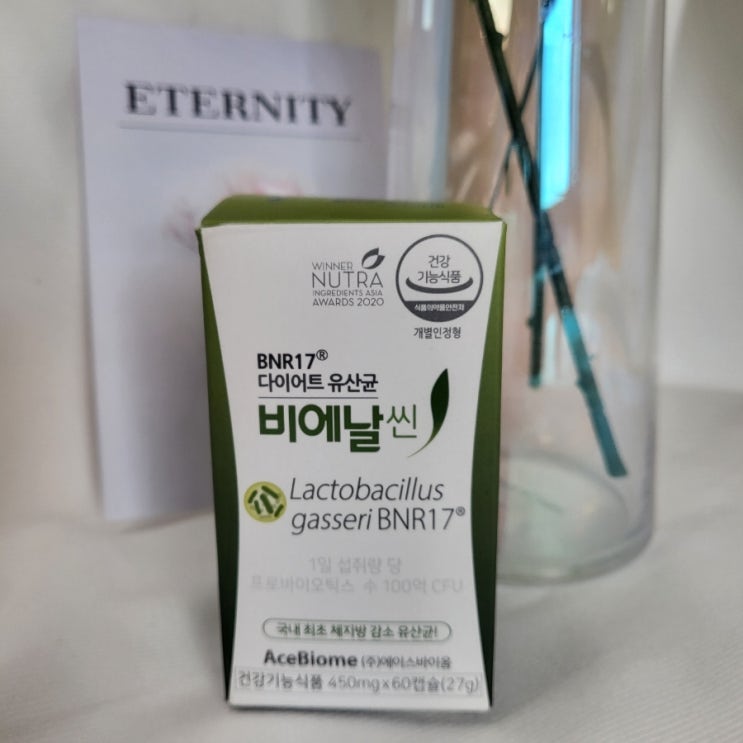 ETERNITY
WINNER
NUTRA
INGREDIENTS ASIA
AWARDS 2020
건강
기능식품
식품의약품안전처
개별인정형
BNR17®
다이어트 유산균
비에날씬
Lactobacillus
gasseri BNR17®
1일 섭취량 당
프로바이오틱스 수 100억 CFU
국내 최초 체지방 감소 유산균!
AceBiome (주)에이스바이옴
건강기능식품 450mg x 60캡슐(27g)